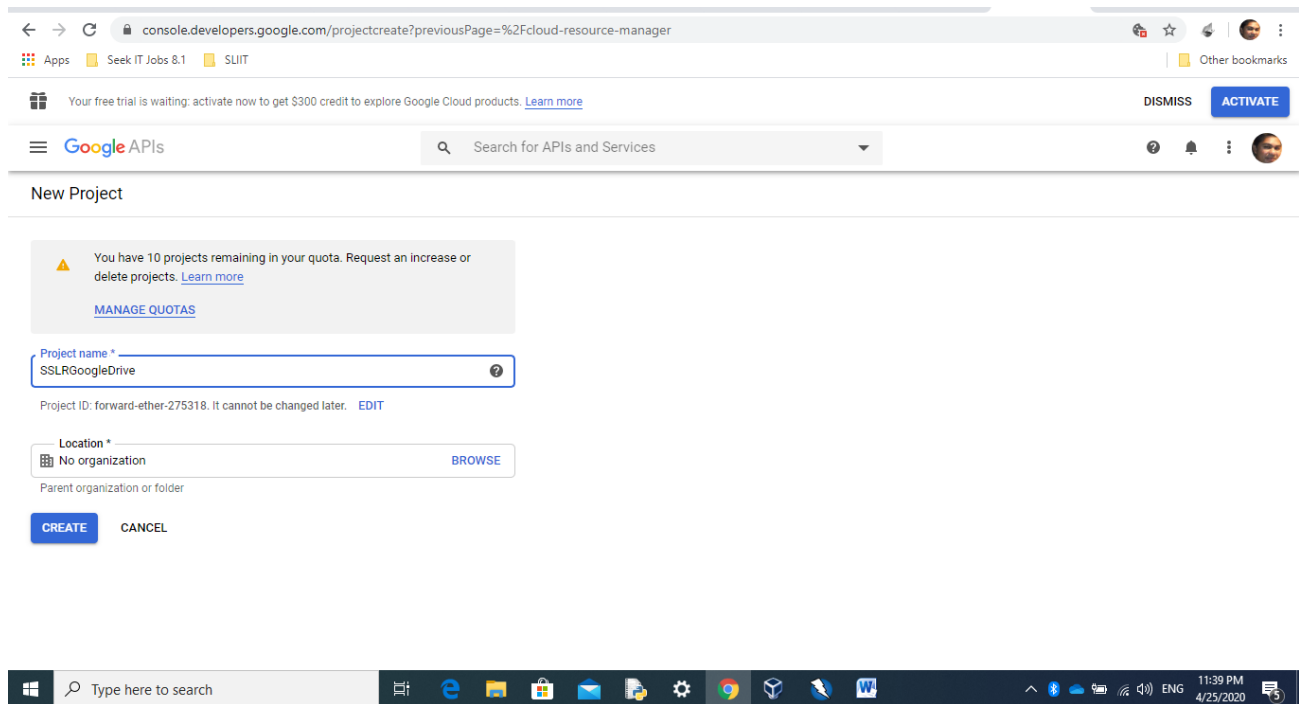 console.developers.google.com/projectcreate?previousPage=%2Fcloud-resource-manager
Apps Seek IT Jobs 8.1 SLIIT Other bookmarks
Your free trial is waiting: activate now to get $300 credit to explore Google Cloud products. Learn more DISMISS ACTIVATE
Google APIs Search for APIs and Services
New Project
You have 10 projects remaining in your quota. Request an increase or
delete projects. Learn more
MANAGE QUOTAS
Project name *
SSLRGoogleDrive
Project ID: forward-ether-275318. It cannot be changed later. EDIT
Location *
No organization BROWSE
Parent organization or folder
CREATE CANCEL
Type here to search ENG 11:39 PM
4/25/2020 5